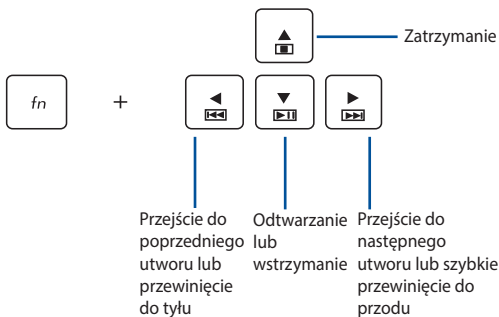 Zatrzymanie
fn
+
Przejście do
poprzedniego
utworu lub
przewinięcie
do tyłu
Odtwarzanie
lub
wstrzymanie
Przejście do
następnego
utworu lub szybkie
przewinięcie do
przodu